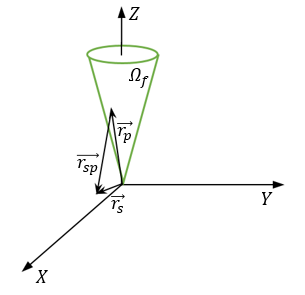 Z
Ω_f
r_p→
r_sp→
r_s→
Y
X